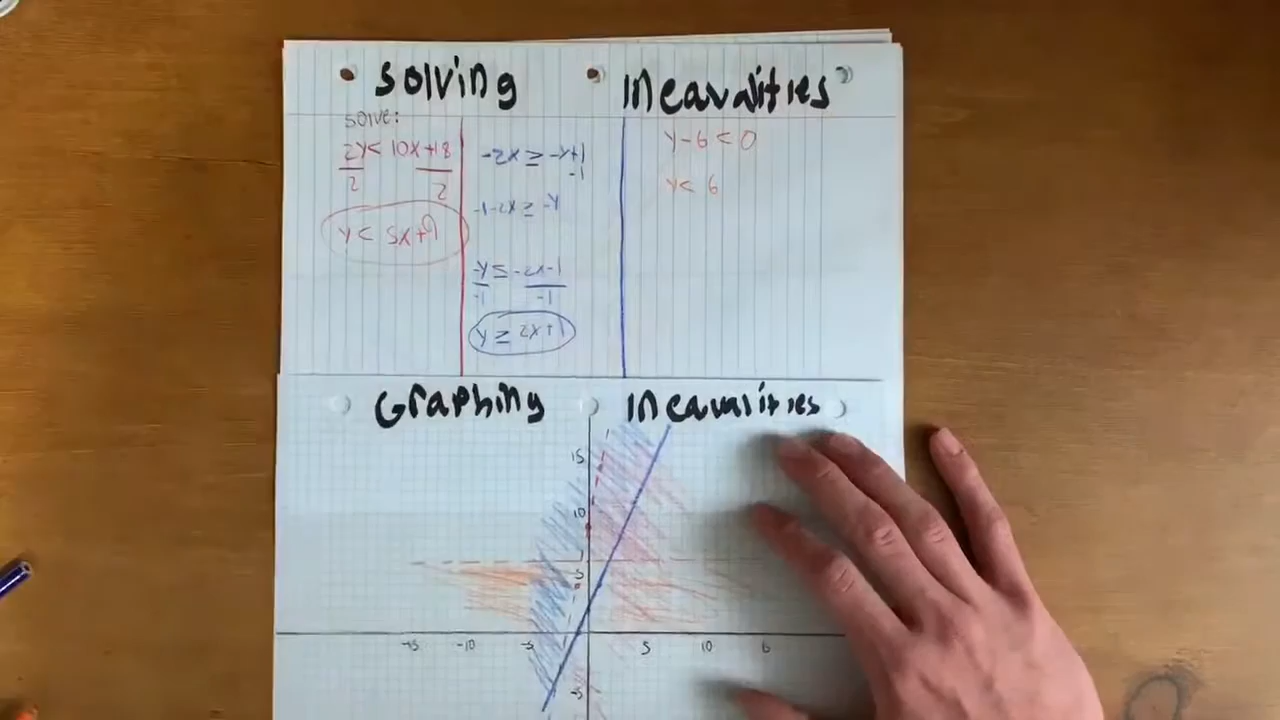 Solving Inequalities
solve:
2y < 10x+18
2 2
y < 5x+9
-2x ≥ -y+1
-1
-2x-1 ≥ -y
-y ≤ -2x-1
-1 -1
y ≥ 2x+1
y-6 < 0
y < 6
Graphing Inequalities
15
10
5
-15 -10 -5 5 10
-5